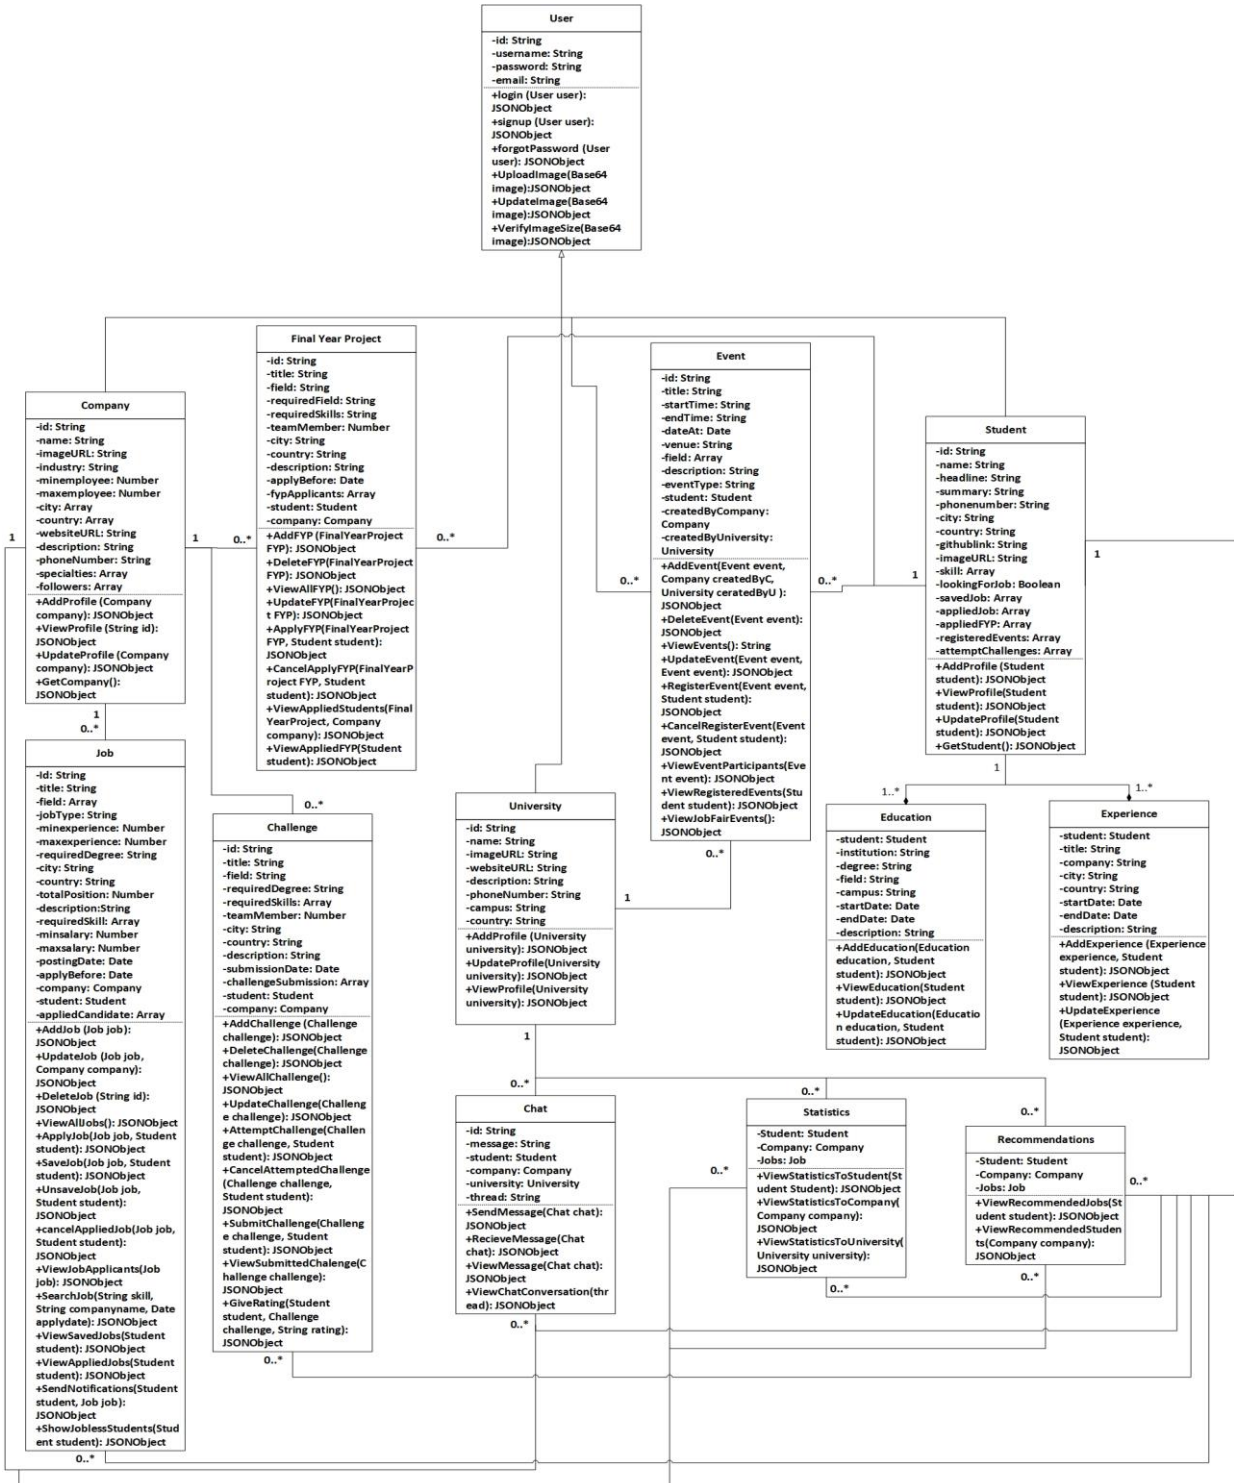 User
-id: String
-username: String
-password: String
-email: String
+login (User user):
JSONObject
+signup (User user):
JSONObject
+forgotPassword (User
user): JSONObject
+UploadImage(Base64
image):JSONObject
+UpdateImage(Base64
image):JSONObject
+VerifyImageSize(Base64
image):JSONObject
Company
-id: String
-name: String
-imageURL: String
-industry: String
-minemployee: Number
-maxemployee: Number
-city: Array
-country: Array
-websiteURL: String
-description: String
-phoneNumber: String
-specialties: Array
-followers: Array
+AddProfile (Company
company): JSONObject
+ViewProfile (String id):
JSONObject
+UpdateProfile (Company
company): JSONObject
+GetCompany():
JSONObject
1
1
1
0..*
Final Year Project
-id: String
-title: String
-field: String
-requiredField: String
-requiredSkills: String
-teamMember: Number
-city: String
-country: String
-description: String
-applyBefore: Date
-fypApplicants: Array
-student: Student
-company: Company
+AddFYP (FinalYearProject
FYP): JSONObject
+DeleteFYP(FinalYearProject
FYP): JSONObject
+ViewAllFYP(): JSONObject
+UpdateFYP(FinalYearProjec
t FYP): JSONObject
+ApplyFYP(FinalYearProject
FYP, Student student):
JSONObject
+CancelApplyFYP(FinalYearP
roject FYP, Student
student): JSONObject
+ViewAppliedStudents(Final
YearProject, Company
company): JSONObject
+ViewAppliedFYP(Student
student): JSONObject
0..*
0..*
Event
-id: String
-title: String
-startTime: String
-endTime: String
-dateAt: Date
-venue: String
-field: Array
-description: String
-eventType: String
-student: Student
-createdByCompany:
Company
-createdByUniversity:
University
+AddEvent(Event event,
Company createdByC,
University ceratedByU ):
JSONObject
+DeleteEvent(Event event):
JSONObject
+ViewEvents(): String
+UpdateEvent(Event event,
Event event): JSONObject
+RegisterEvent(Event event,
Student student):
JSONObject
+CancelRegisterEvent(Event
event, Student student):
JSONObject
+ViewEventParticipants(Eve
nt event): JSONObject
+ViewRegisteredEvents(Stu
dent student): JSONObject
+ViewJobFairEvents():
JSONObject
0..*
0..*
0..*
Student
-id: String
-name: String
-headline: String
-summary: String
-phonenumber: String
-city: String
-country: String
-githublink: String
-imageURL: String
-skill: Array
-lookingForJob: Boolean
-savedJob: Array
-appliedJob: Array
-appliedFYP: Array
-registeredEvents: Array
-attemptChallenges: Array
+AddProfile (Student
student): JSONObject
+ViewProfile(Student
student): JSONObject
+UpdateProfile(Student
student): JSONObject
+GetStudent(): JSONObject
1
1
1
1..*
1..*
Job
-id: String
-title: String
-field: Array
-jobType: String
-minexperience: Number
-maxexperience: Number
-requiredDegree: String
-city: String
-country: String
-totalPosition: Number
-description:String
-requiredSkill: Array
-minsalary: Number
-maxsalary: Number
-postingDate: Date
-applyBefore: Date
-company: Company
-student: Student
-appliedCandidate: Array
+AddJob (Job job):
JSONObject
+UpdateJob (Job job,
Company company):
JSONObject
+DeleteJob (String id):
JSONObject
+ViewAllJobs(): JSONObject
+ApplyJob(Job job, Student
student): JSONObject
+SaveJob(Job job, Student
student): JSONObject
+UnsaveJob(Job job,
Student student):
JSONObject
+cancelAppliedJob(Job job,
Student student):
JSONObject
+ViewJobApplicants(Job
job): JSONObject
+SearchJob(String skill,
String companyname, Date
applydate): JSONObject
+ViewSavedJobs(Student
student): JSONObject
+ViewAppliedJobs(Student
student): JSONObject
+SendNotifications(Student
student, Job job):
JSONObject
+ShowJoblessStudents(Stud
ent student): JSONObject
0..*
0..*
Challenge
-id: String
-title: String
-field: String
-requiredDegree: String
-requiredSkills: Array
-teamMember: Number
-city: String
-country: String
-description: String
-submissionDate: Date
-challengeSubmission: Array
-student: Student
-company: Company
+AddChallenge (Challenge
challenge): JSONObject
+DeleteChallenge(Challenge
challenge): JSONObject
+ViewAllChallenge():
JSONObject
+UpdateChallenge(Challeng
e challenge): JSONObject
+AttemptChallenge(Challen
ge challenge, Student
student): JSONObject
+CancelAttemptedChallenge
(Challenge challenge,
Student student):
JSONObject
+SubmitChallenge(Challeng
e challenge, Student
student): JSONObject
+ViewSubmittedChalenge(C
hallenge challenge):
JSONObject
+GiveRating(Student
student, Challenge
challenge, String rating):
JSONObject
0..*
University
-id: String
-name: String
-imageURL: String
-websiteURL: String
-description: String
-phoneNumber: String
-campus: String
-country: String
+AddProfile (University
university): JSONObject
+UpdateProfile(University
university): JSONObject
+ViewProfile(University
university): JSONObject
1
1
Education
-student: Student
-institution: String
-degree: String
-field: String
-campus: String
-startDate: Date
-endDate: Date
-description: String
+AddEducation(Education
education, Student
student): JSONObject
+ViewEducation(Student
student): JSONObject
+UpdateEducation(Educatio
n education, Student
student): JSONObject
Experience
-student: Student
-title: String
-company: String
-city: String
-country: String
-startDate: Date
-endDate: Date
-description: String
+AddExperience (Experience
experience, Student
student): JSONObject
+ViewExperience (Student
student): JSONObject
+UpdateExperience
(Experience experience,
Student student):
JSONObject
0..*
Chat
-id: String
-message: String
-student: Student
-company: Company
-university: University
-thread: String
+SendMessage(Chat chat):
JSONObject
+RecieveMessage(Chat
chat): JSONObject
+ViewMessage(Chat chat):
JSONObject
+ViewChatConversation(thr
ead): JSONObject
0..*
0..*
Statistics
-Student: Student
-Company: Company
-Jobs: Job
+ViewStatisticsToStudent(St
udent Student): JSONObject
+ViewStatisticsToCompany(
Company company):
JSONObject
+ViewStatisticsToUniversity(
University university):
JSONObject
0..*
0..*
0..*
Recommendations
-Student: Student
-Company: Company
-Jobs: Job
+ViewRecommendedJobs(St
udent student): JSONObject
+ViewRecommendedStuden
ts(Company company):
JSONObject
0..*
0..*